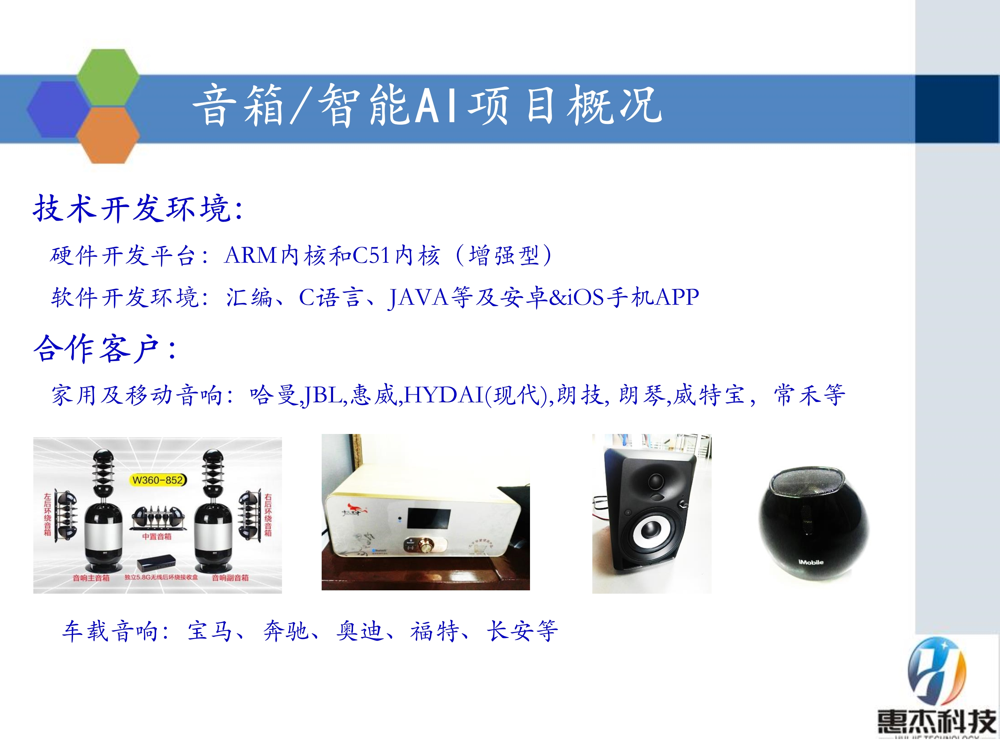 音箱/智能AI项目概况
技术开发环境：
硬件开发平台：ARM内核和C51内核（增强型）
软件开发环境：汇编、C语言、JAVA等及安卓&iOS手机APP
合作客户：
家用及移动音响：哈曼,JBL,惠威,HYDAI(现代),朗技, 朗琴,威特宝，常禾等
W360-852
左后环绕音箱
右后环绕音箱
中置音箱
音响主音箱
独立5.8G无线后环绕接收盒
音响副音箱
Bluetooth
iMobile
车载音响：宝马、奔驰、奥迪、福特、长安等
惠杰科技